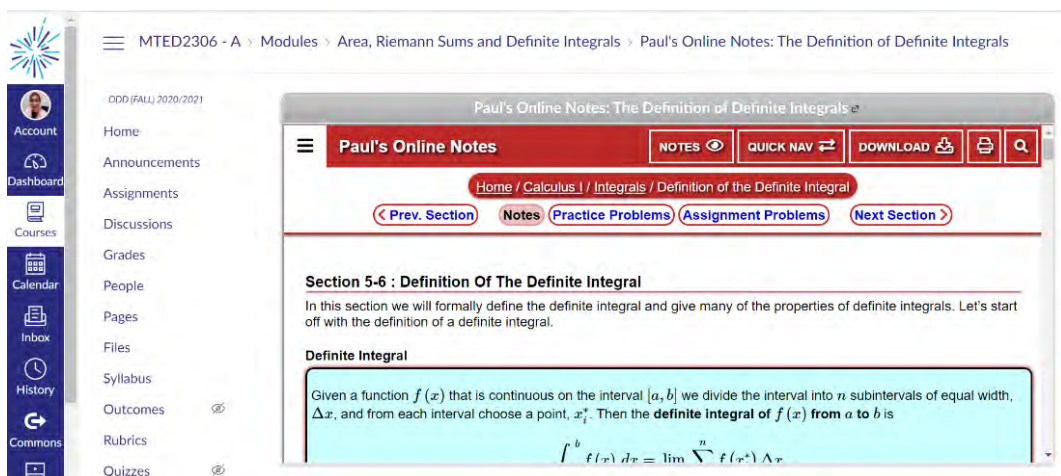 MTED2306 - A > Modules > Area, Riemann Sums and Definite Integrals > Paul's Online Notes: The Definition of Definite Integrals
Account
Dashboard
Courses
Calendar
Inbox
History
Commons
ODD (FALL) 2020/2021
Home
Announcements
Assignments
Discussions
Grades
People
Pages
Files
Syllabus
Outcomes
Rubrics
Quizzes
Paul's Online Notes: The Definition of Definite Integrals
Paul's Online Notes
NOTES
QUICK NAV
DOWNLOAD
Home / Calculus I / Integrals / Definition of the Definite Integral
< Prev. Section Notes Practice Problems Assignment Problems Next Section >
Section 5-6 : Definition Of The Definite Integral
In this section we will formally define the definite integral and give many of the properties of definite integrals. Let's start
off with the definition of a definite integral.
Definite Integral
Given a function f (x) that is continuous on the interval [a, b] we divide the interval into n subintervals of equal width,
Δx, and from each interval choose a point, x_i^*. Then the definite integral of f (x) from a to b is
∫^b f (x) dx = lim ∑^n f (x_i^*) Δx